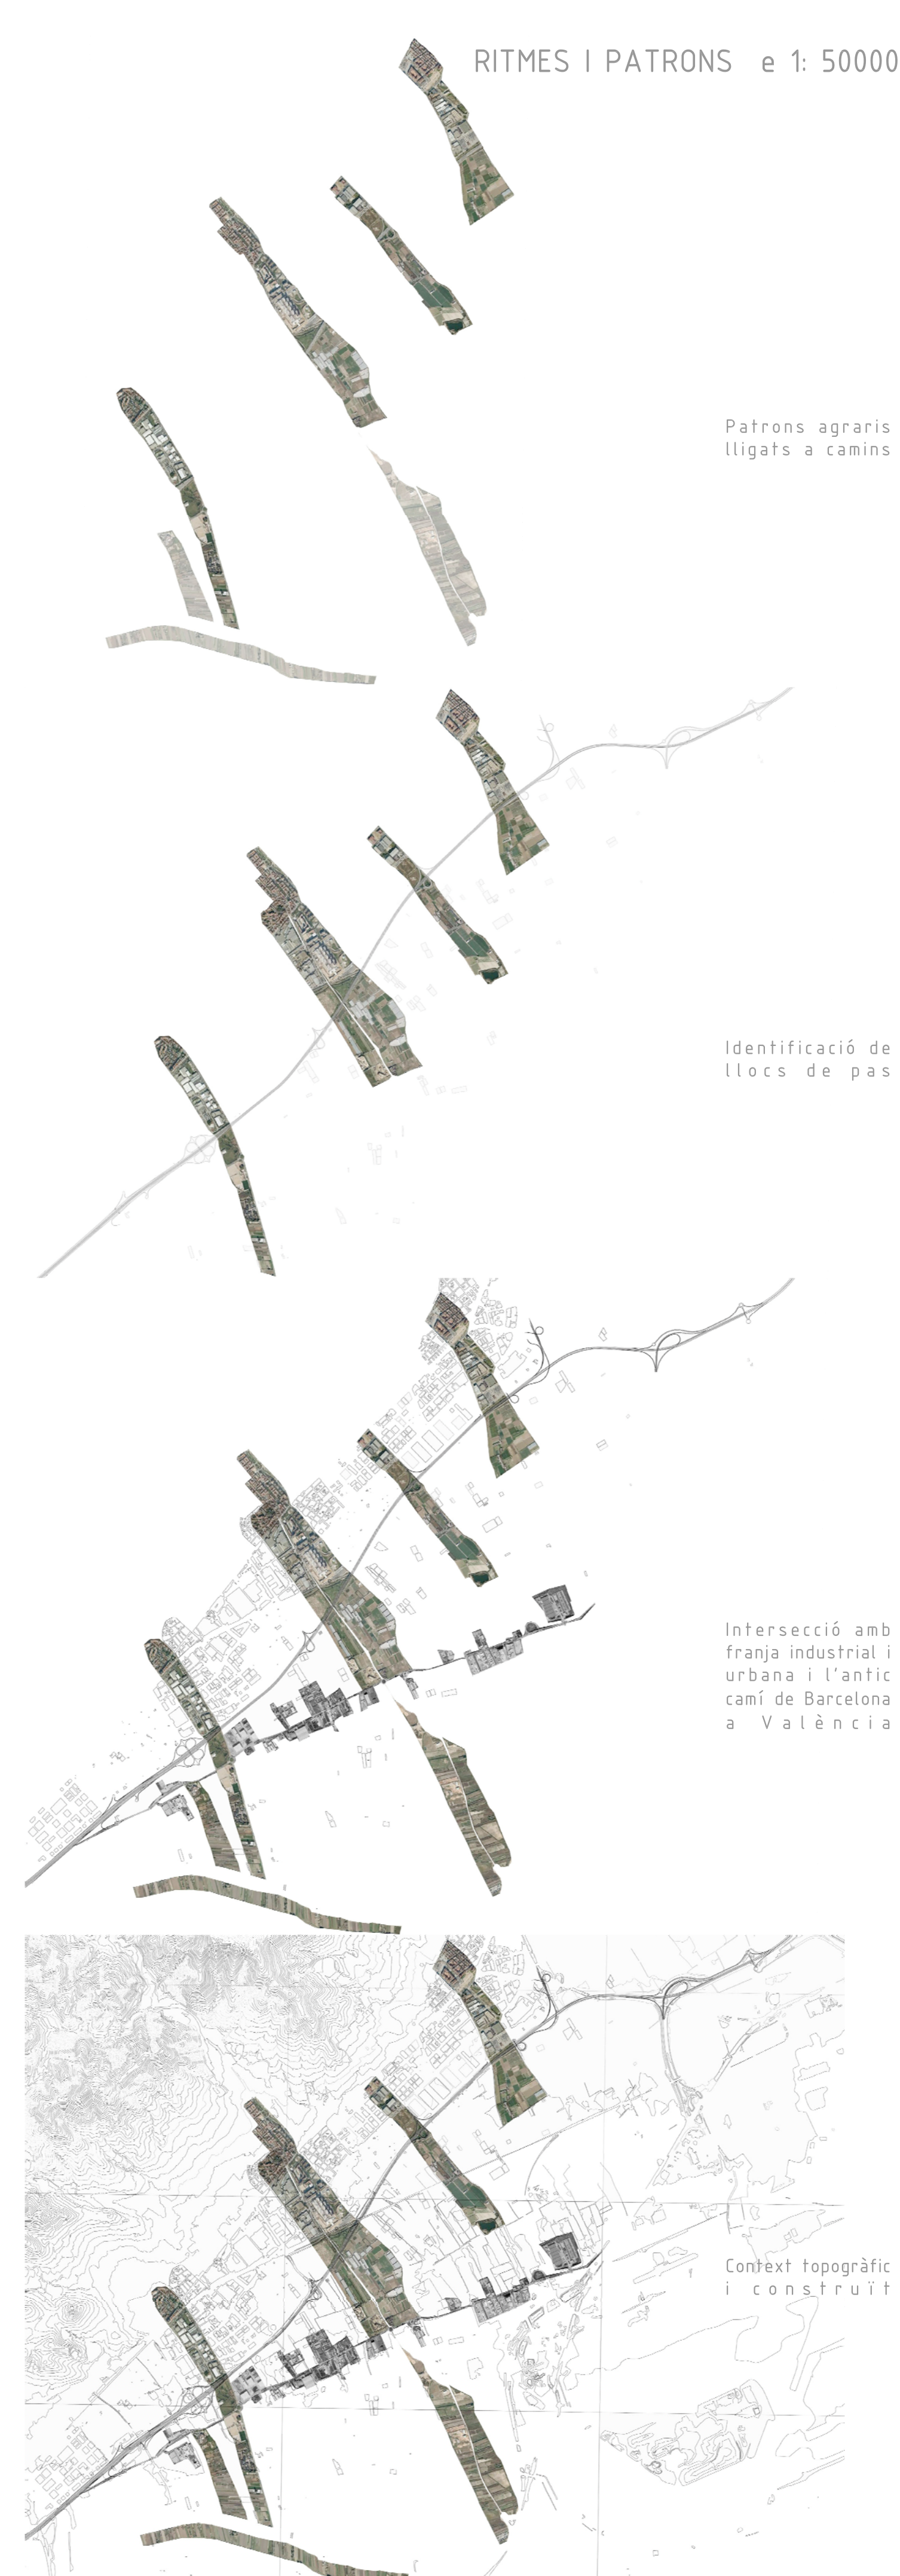 RITMES I PATRONS e 1: 50000
Patrons agraris
lligats a camins
Identificació de
llocs de pas
Intersecció amb
franja industrial i
urbana i l'antic
camí de Barcelona
a València
Context topogràfic
i construït